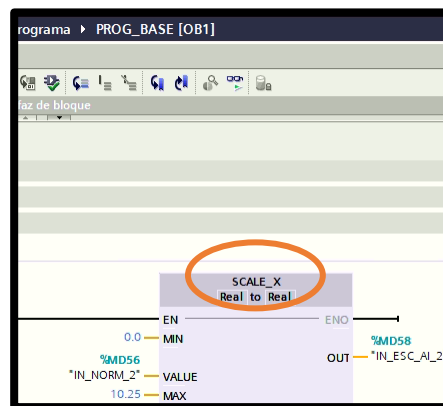 rograma ▸ PROG_BASE [OB1]
faz de bloque
SCALE_X
Real to Real
EN ENO
0.0 MIN
%MD58
OUT "IN_ESC_AI_2
%MD56
"IN_NORM_2" VALUE
10.25 MAX